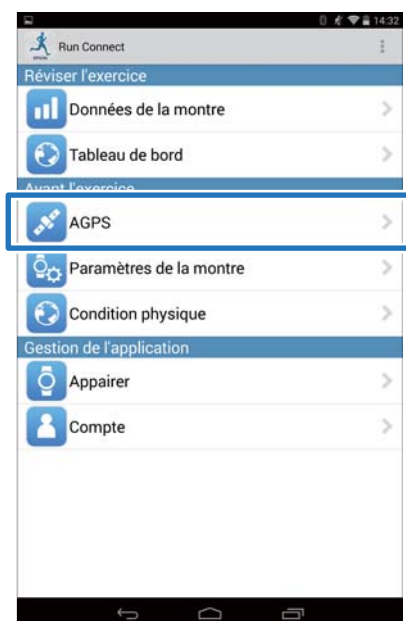 14:32
Run Connect
Réviser l'exercice
Données de la montre
Tableau de bord
Avant l'exercice
AGPS
Paramètres de la montre
Condition physique
Gestion de l'application
Appairer
Compte